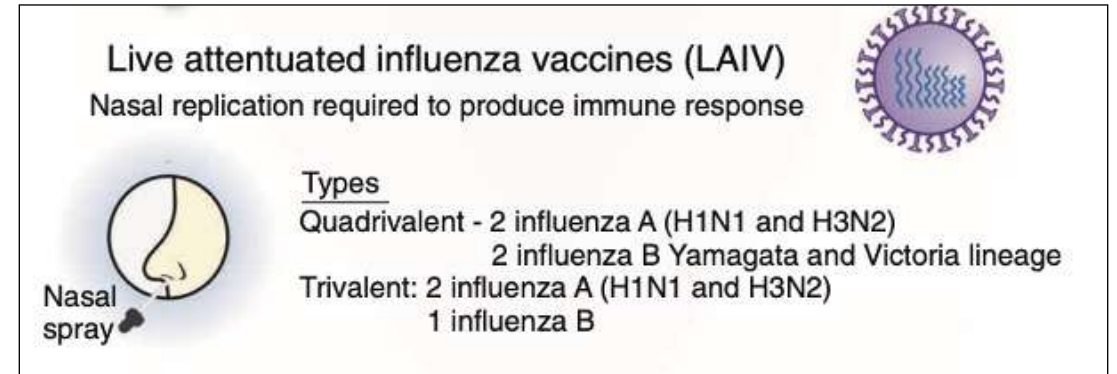 Live attentuated influenza vaccines (LAIV)
Nasal replication required to produce immune response
Types
Quadrivalent - 2 influenza A (H1N1 and H3N2)
2 influenza B Yamagata and Victoria lineage
Trivalent: 2 influenza A (H1N1 and H3N2)
1 influenza B
Nasal
spray